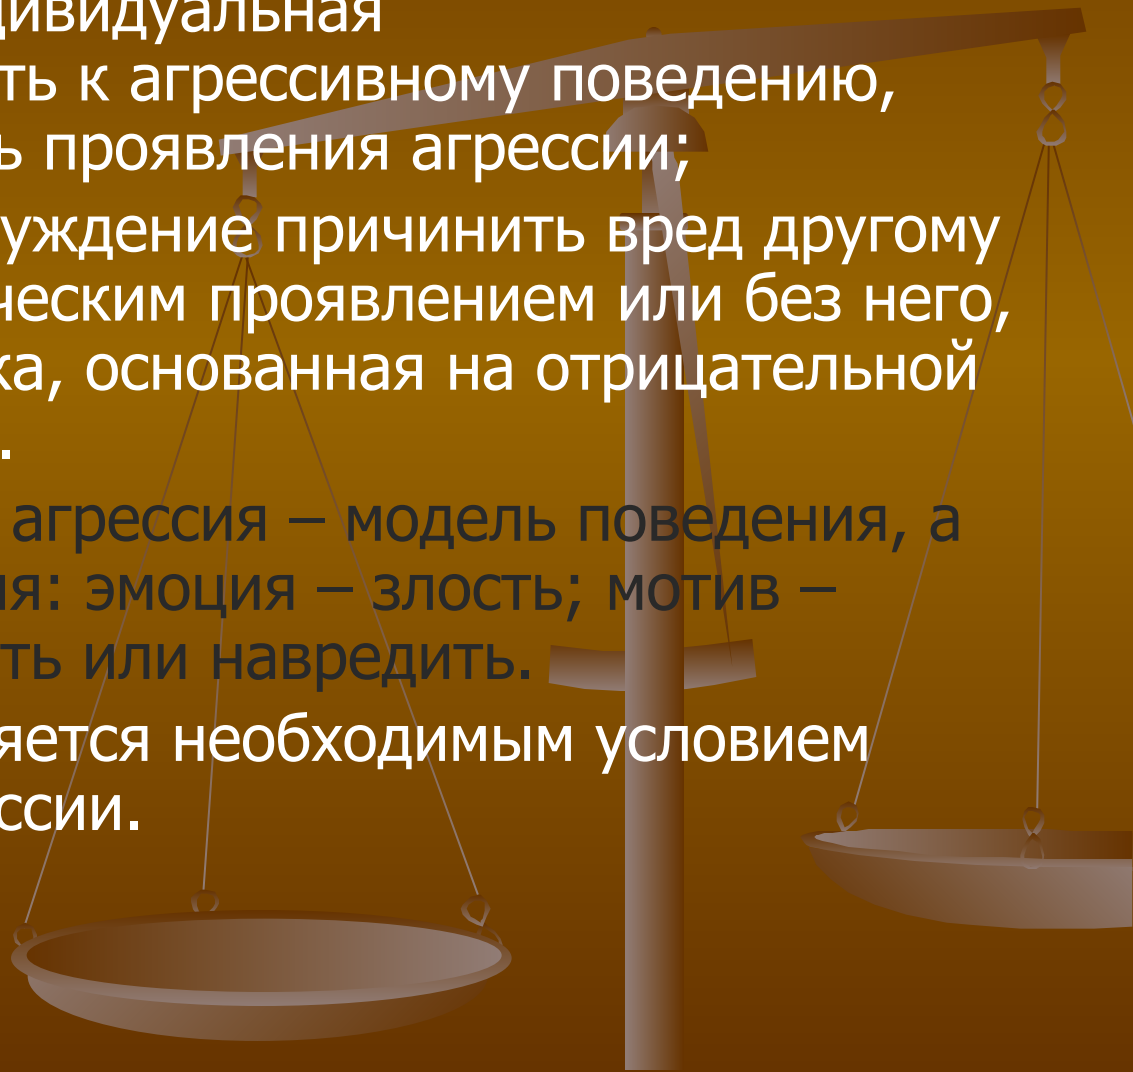 дивидуальная
ть к агрессивному поведению,
ь проявления агрессии;
уждение причинить вред другому
ческим проявлением или без него,
ка, основанная на отрицательной
.
агрессия – модель поведения, а
ия: эмоция – злость; мотив –
ть или навредить.
яется необходимым условием
ссии.